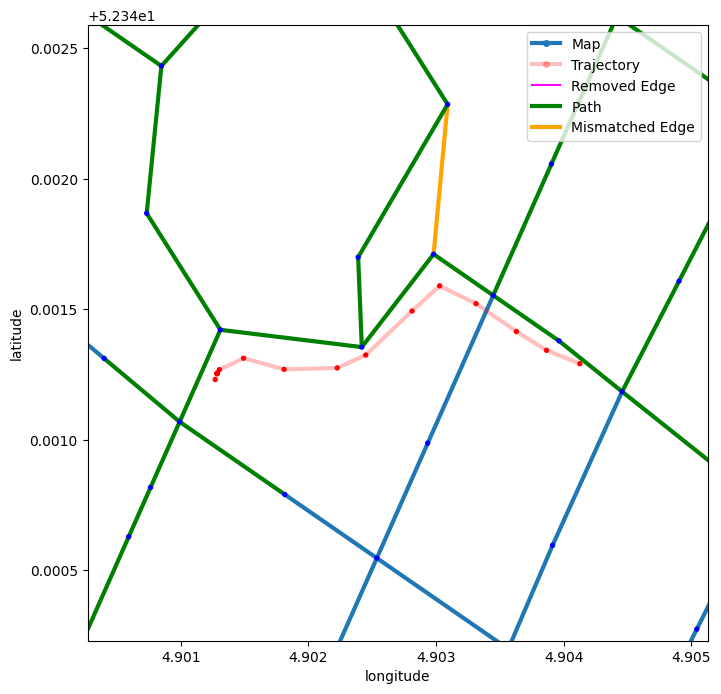 +5.234e1
0.0025
0.0020
0.0015
0.0010
0.0005
latitude
Map
Trajectory
Removed Edge
Path
Mismatched Edge
4.901
4.902
4.903
4.904
4.905
longitude